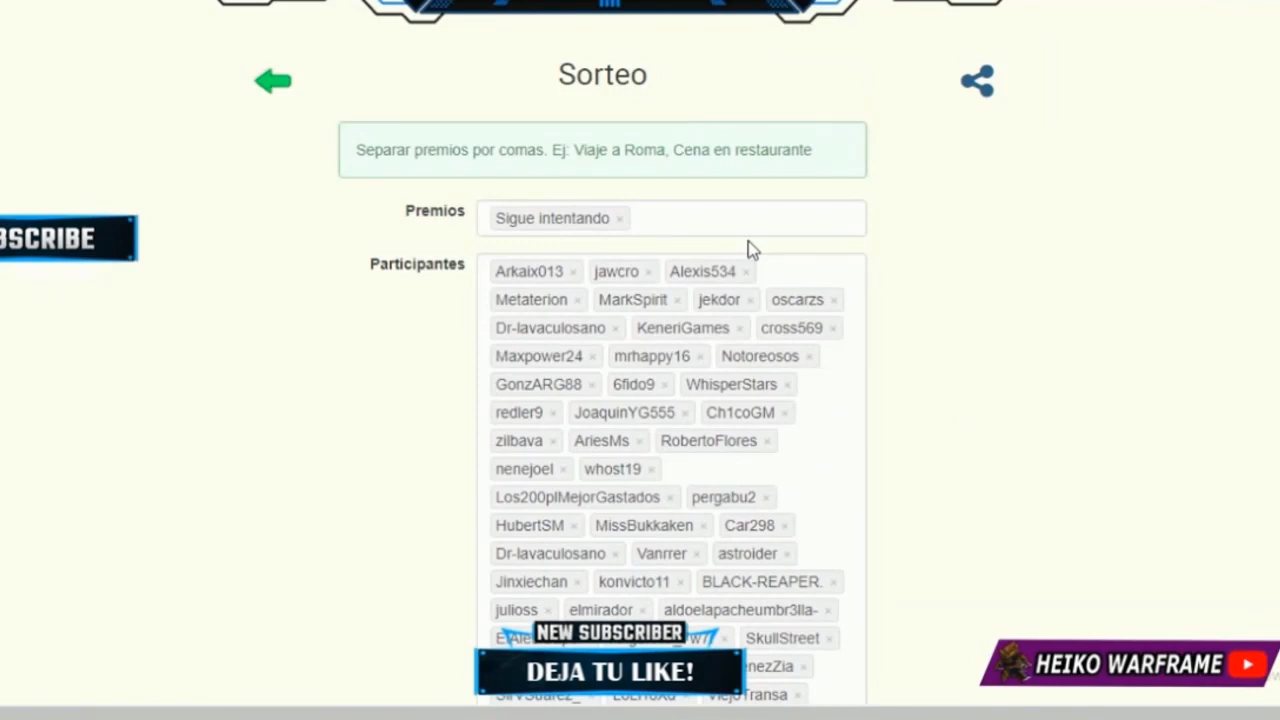 Sorteo
Separar premios por comas. Ej: Viaje a Roma, Cena en restaurante
Premios
Sigue intentando ×
BSCRIBE
Participantes
Arkaix013 × jawcro × Alexis534 ×
Metaterion × MarkSpirit × jekdor × oscarzs ×
Dr-lavaculosano × KeneriGames × cross569 ×
Maxpower24 × mrhappy16 × Notoreosos ×
GonzARG88 × 6fido9 × WhisperStars ×
redler9 × JoaquinYG555 × Ch1coGM ×
zilbava × AriesMs × RobertoFlores ×
nenejoel × whost19 ×
Los200plMejorGastados × pergabu2 ×
HubertSM × MissBukkaken × Car298 ×
Dr-lavaculosano × Vanrrer × astroider ×
Jinxiechan × konvicto11 × BLACK-REAPER. ×
julioss × elmirador × aldoelapacheumbr3lla- ×
SkullStreet ×
NEW SUBSCRIBER
DEJA TU LIKE!
nezZia ×
ViejoTransa ×
HEIKO WARFRAME